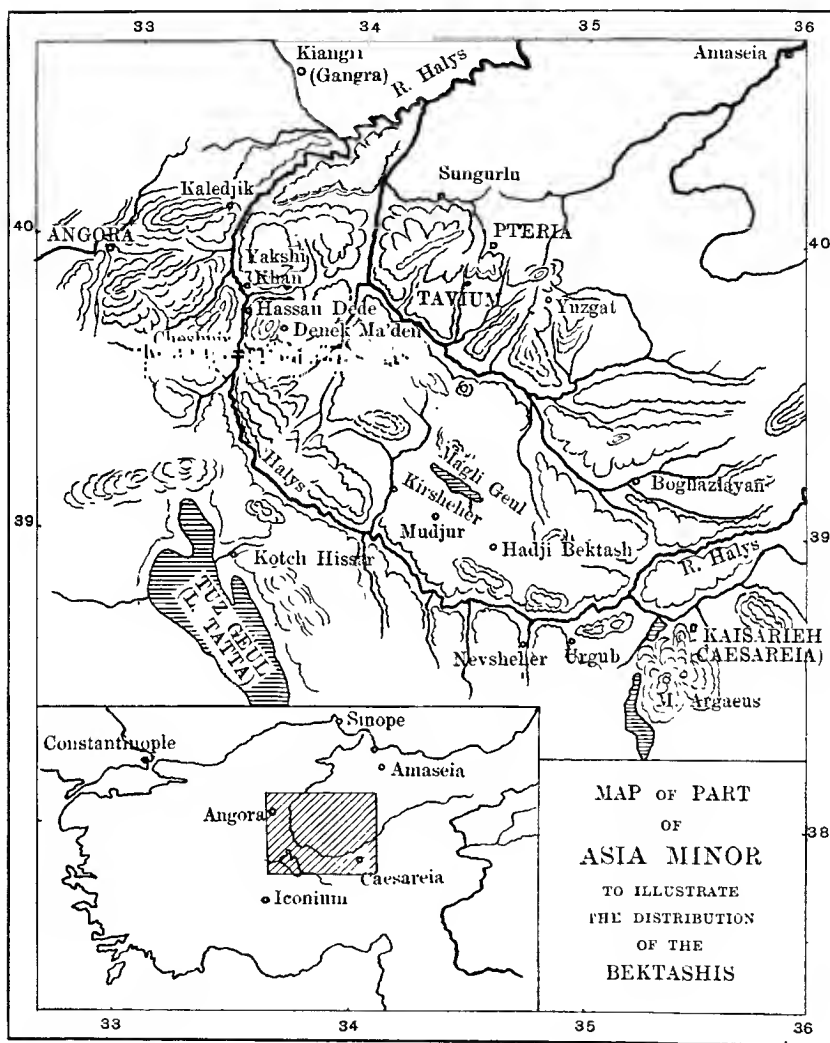 33 34 35 36
Kiangri
(Gangra)
R. Halys
Amaseia
Sungurlu
Kaledjik
40 40
ANGORA
PTERIA
Yakshi
Khan
TAVIUM
Yuzgat
Hassan Dede
Denek Ma'den
Halys
Magli Geul
Boghazlayan
Kirsheher
39 39
Mudjur
Hadji Bektash
Kotch Hissar
R. Halys
TUZ GEUL
(L. TATTA)
KAISARIEH
(CAESAREIA)
Nevsheher
Urgub
M. Argaeus
Sinope
Constantinople
Amaseia
Angora
38
Caesareia
Iconium
MAP OF PART
OF
ASIA MINOR
TO ILLUSTRATE
THE DISTRIBUTION
OF THE
BEKTASHIS
33 34 35 36